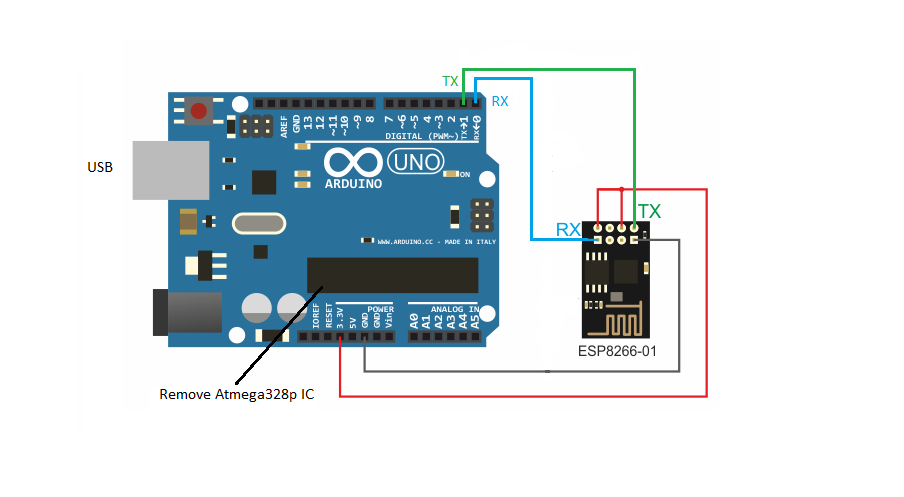 TX
RX
AREF
GND
13
12
~11
~10
~9
8
7
~6
~5
4
~3
2
TX→1
RX←0
DIGITAL (PWM~)
USB
UNO
ARDUINO
ON
TX
RX
WWW.ARDUINO.CC - MADE IN ITALY
POWER
ANALOG IN
IOREF
RESET
3.3V
5V
GND
GND
Vin
A0
A1
A2
A3
A4
A5
ESP8266-01
Remove Atmega328p IC